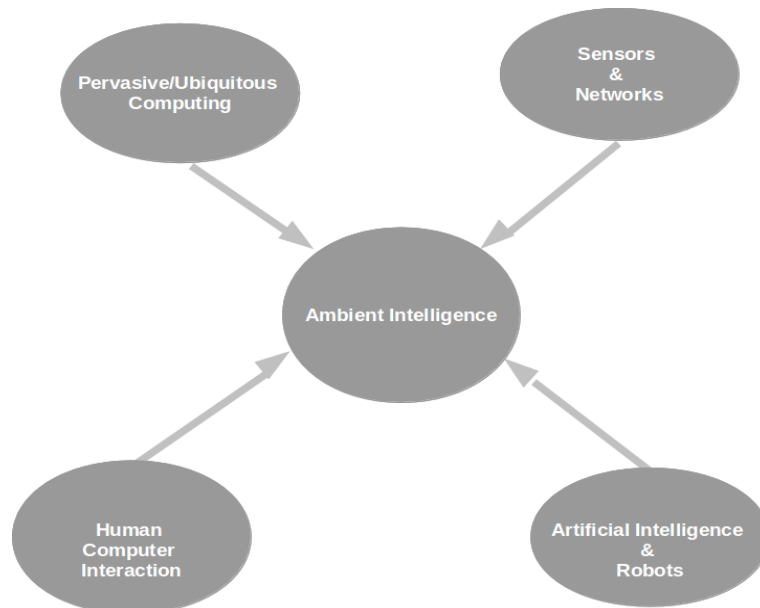 Pervasive/Ubiquitous
Computing
Sensors
&
Networks
Ambient Intelligence
Human
Computer
Interaction
Artificial Intelligence
&
Robots